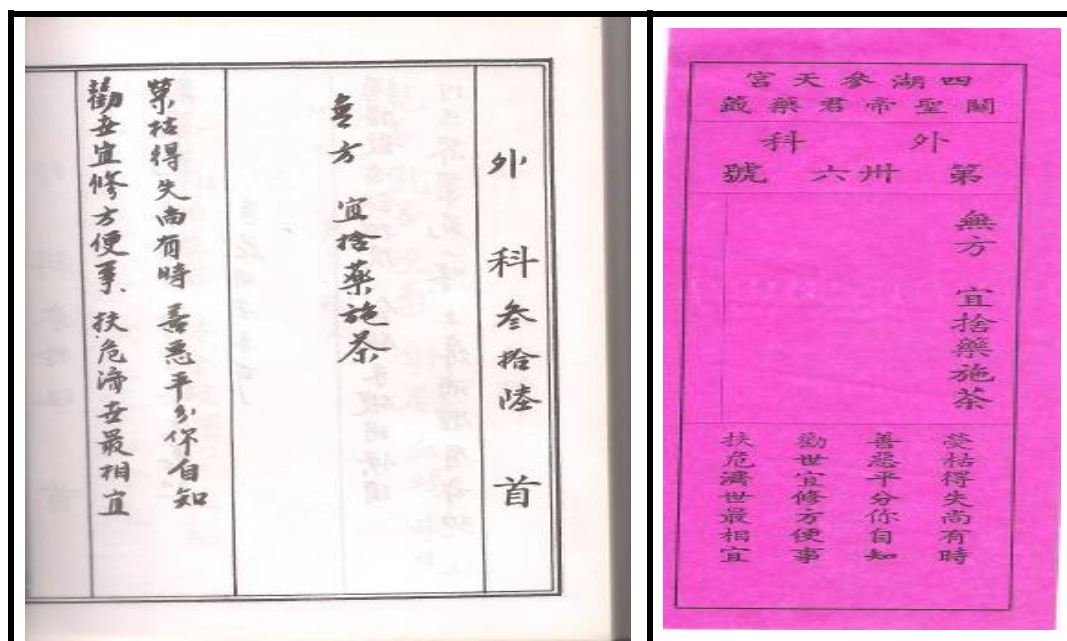 外科叁拾陸首
無方 宜捨藥施茶
榮枯得失尚有時 善惡平分你自知
勸世宜修方便事 扶危濟世最相宜
四湖參天宮
關聖帝君藥籤
外科
第卅六號
無方 宜捨藥施茶
榮枯得失尚有時
善惡平分你自知
勸世宜修方便事
扶危濟世最相宜